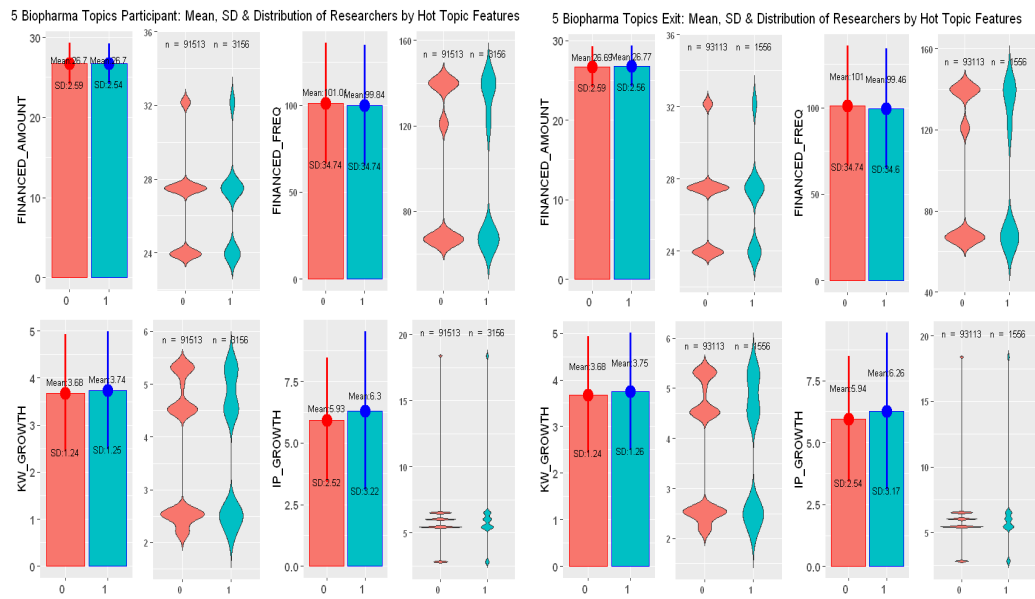 5 Biopharma Topics Participant: Mean, SD & Distribution of Researchers by Hot Topic Features
FINANCED_AMOUNT
30
20
10
0
Mean:26.7
Mean:26.7
SD:2.59
SD:2.54
0
1
36
32
28
24
n = 91513
n = 3156
0
1
FINANCED_FREQ
100
50
0
Mean:101.01
Mean:99.84
SD:34.74
SD:34.74
0
1
160
120
80
n = 91513
n = 3156
0
1
KW_GROWTH
5
4
3
2
1
0
Mean:3.68
Mean:3.74
SD:1.24
SD:1.25
0
1
6
5
4
3
2
n = 91513
n = 3156
0
1
IP_GROWTH
7.5
5.0
2.5
0.0
Mean:5.93
Mean:6.3
SD:2.52
SD:3.22
0
1
20
15
10
5
n = 91513
n = 3156
0
1
5 Biopharma Topics Exit: Mean, SD & Distribution of Researchers by Hot Topic Features
FINANCED_AMOUNT
30
20
10
0
Mean:26.69
Mean:26.77
SD:2.59
SD:2.56
0
1
36
32
28
24
n = 93113
n = 1556
0
1
FINANCED_FREQ
100
50
0
Mean:101
Mean:99.46
SD:34.74
SD:34.6
0
1
160
120
80
40
n = 93113
n = 1556
0
1
KW_GROWTH
5
4
3
2
1
0
Mean:3.68
Mean:3.75
SD:1.24
SD:1.26
0
1
6
5
4
3
2
n = 93113
n = 1556
0
1
IP_GROWTH
7.5
5.0
2.5
0.0
Mean:5.94
Mean:6.26
SD:2.54
SD:3.17
0
1
20
15
10
5
n = 93113
n = 1556
0
1